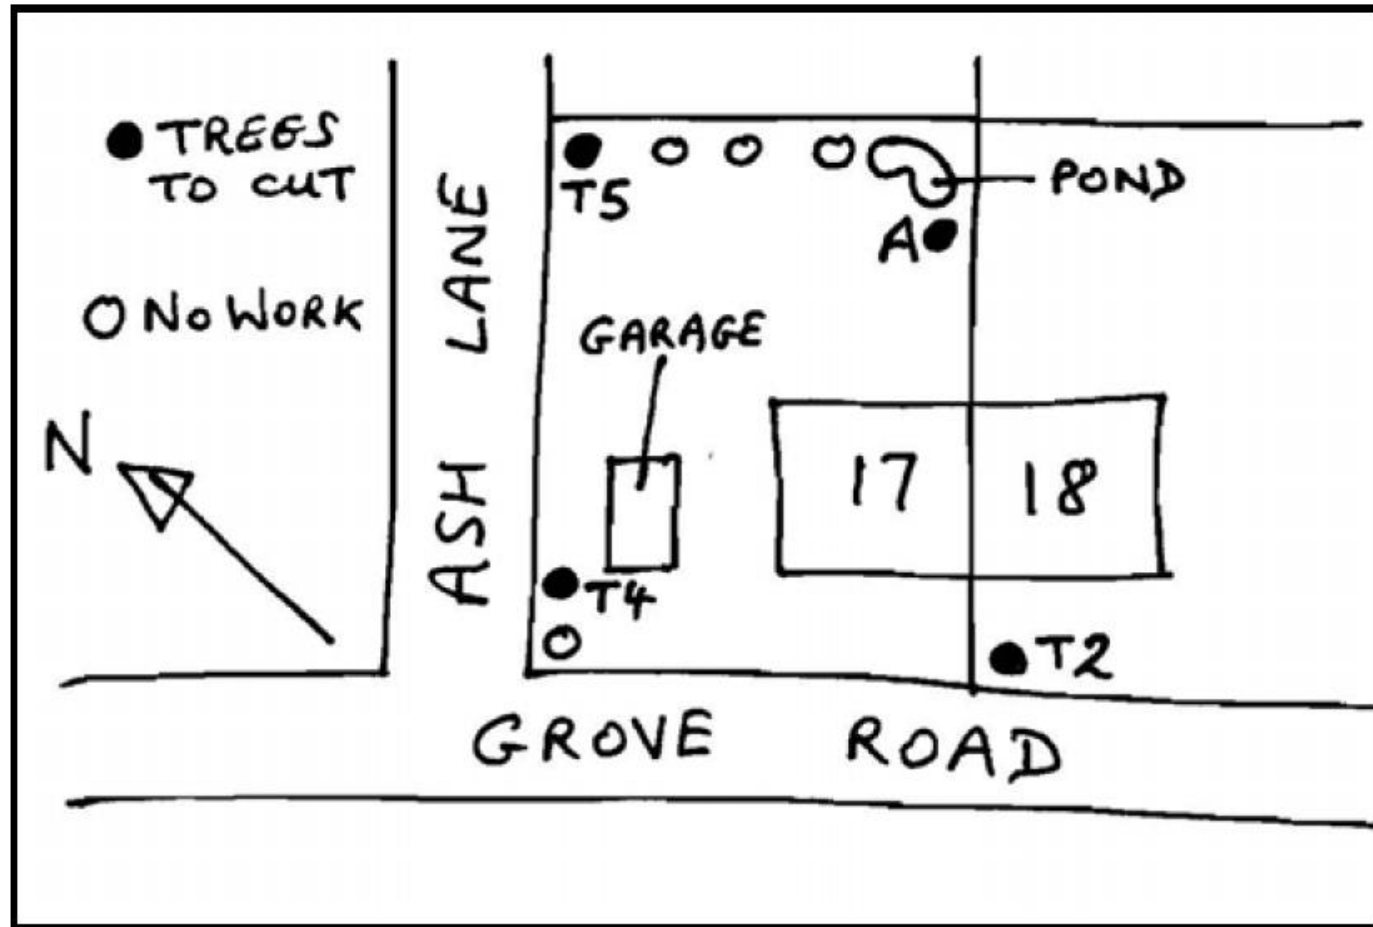 TREES
TO CUT
NO WORK
N
ASH LANE
T5
POND
A
GARAGE
17
18
T4
T2
GROVE ROAD